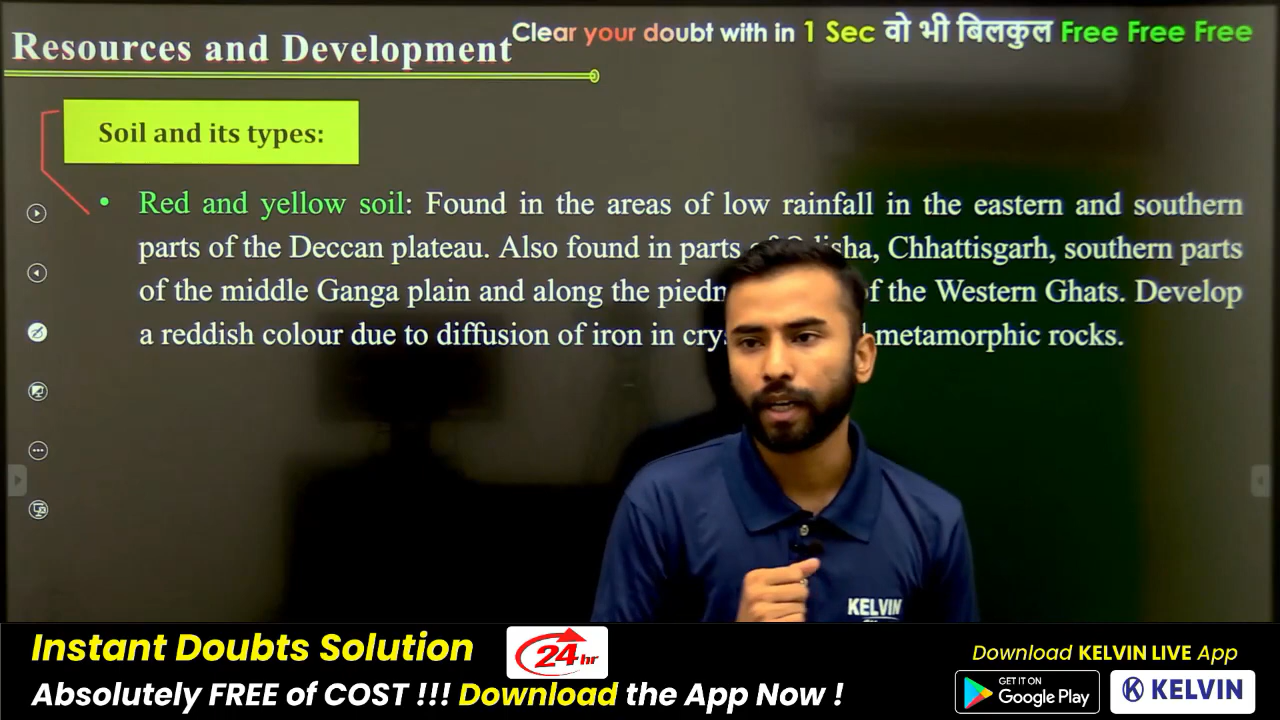 Resources and Development
Clear your doubt with in 1 Sec वो भी बिलकुल Free Free Free
Soil and its types:
• Red and yellow soil: Found in the areas of low rainfall in the eastern and southern
parts of the Deccan plateau. Also found in parts Chhattisgarh, southern parts
of the middle Ganga plain and along the of the Western Ghats. Develop
a reddish colour due to diffusion of iron in metamorphic rocks.
KELVIN
Instant Doubts Solution
24hr
Download KELVIN LIVE App
Absolutely FREE of COST !!! Download the App Now !
GET IT ON
Google Play
KELVIN